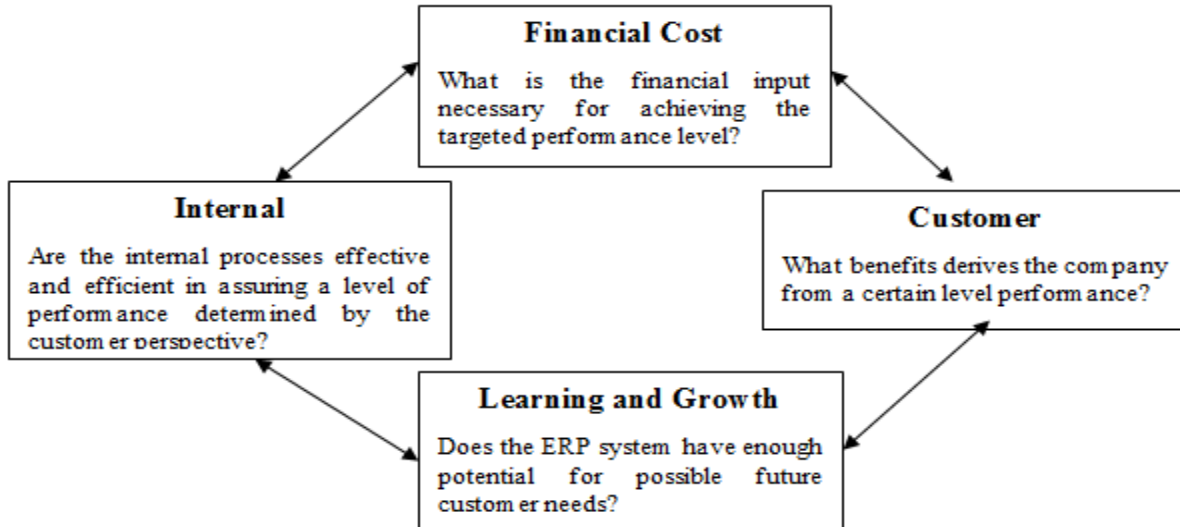 Financial Cost
What is the financial input
necessary for achieving the
targeted performance level?
Internal
Are the internal processes effective
and efficient in assuring a level of
performance determined by the
customer perspective?
Customer
What benefits derives the company
from a certain level performance?
Learning and Growth
Does the ERP system have enough
potential for possible future
customer needs?